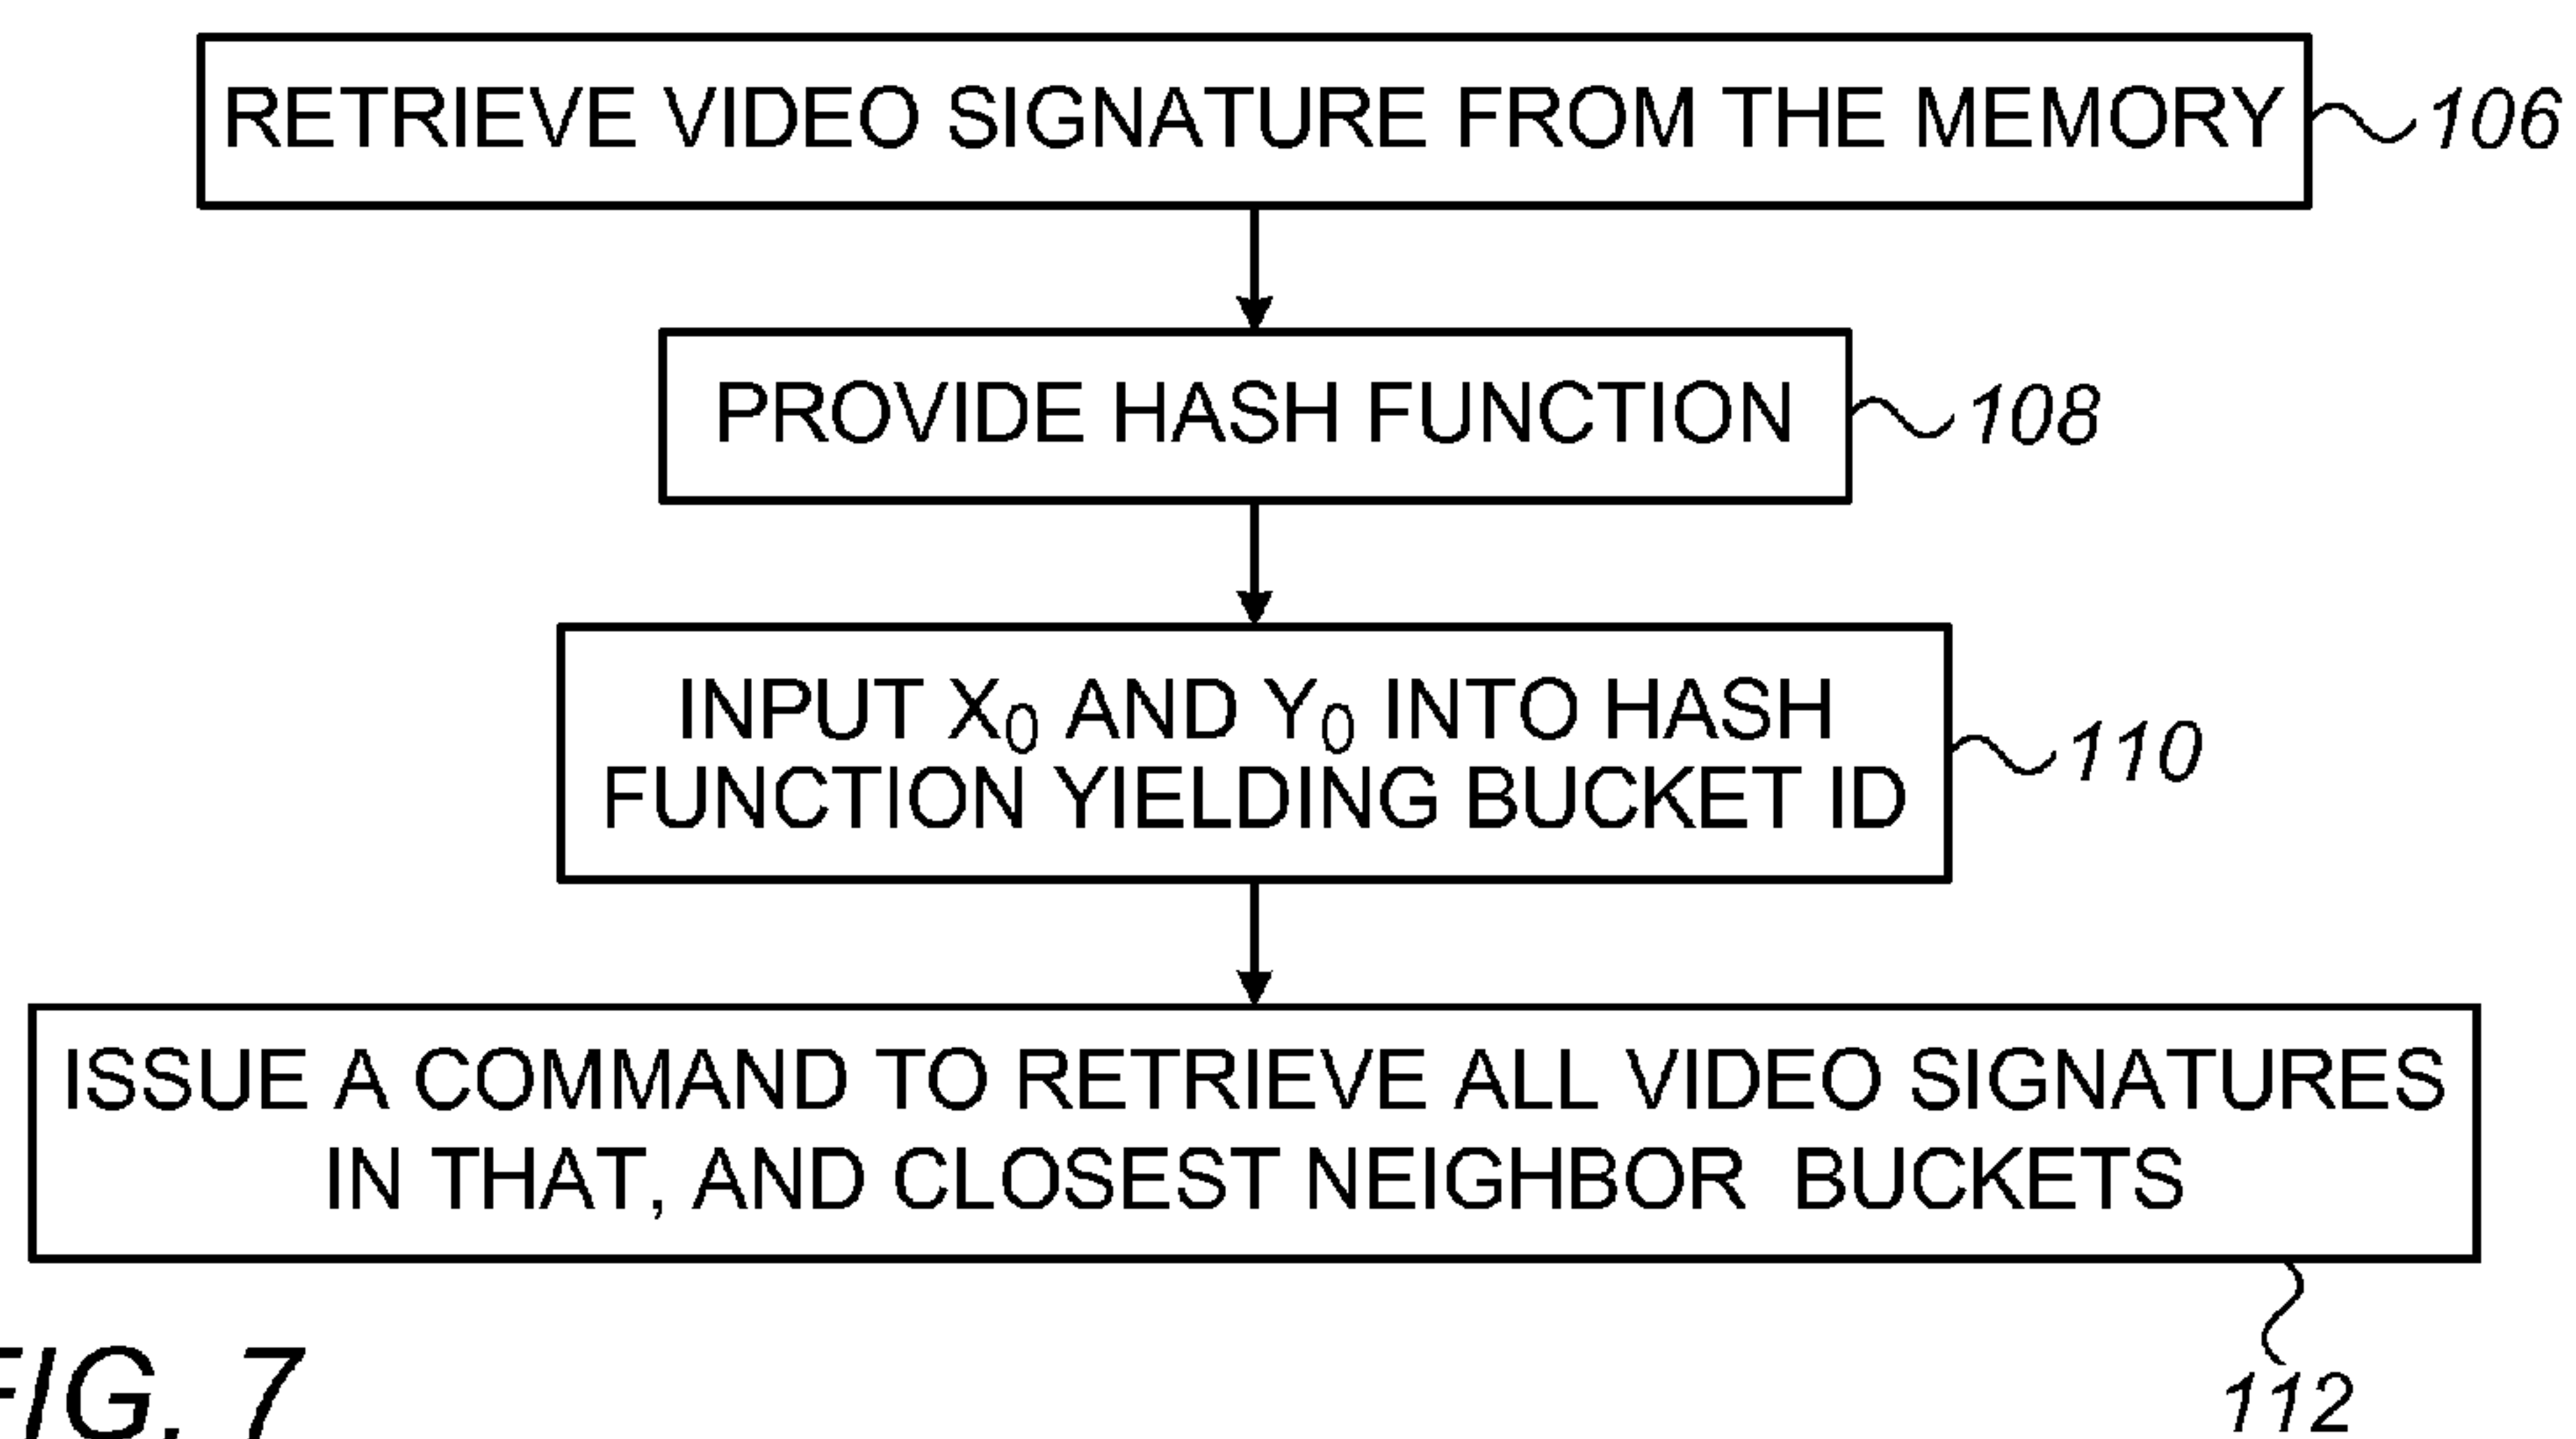 RETRIEVE VIDEO SIGNATURE FROM THE MEMORY
106
PROVIDE HASH FUNCTION
108
INPUT X₀ AND Y₀ INTO HASH
FUNCTION YIELDING BUCKET ID
110
ISSUE A COMMAND TO RETRIEVE ALL VIDEO SIGNATURES
IN THAT, AND CLOSEST NEIGHBOR BUCKETS
112
FIG. 7